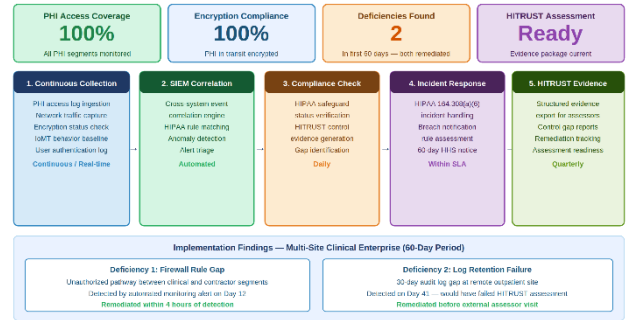 PHI Access Coverage
100%
All PHI segments monitored
Encryption Compliance
100%
PHI in transit encrypted
Deficiencies Found
2
In first 60 days — both remediated
HITRUST Assessment
Ready
Evidence package current
1. Continuous Collection
PHI access log ingestion
Network traffic capture
Encryption status check
IoMT behavior baseline
User authentication log
Continuous / Real-time
→
2. SIEM Correlation
Cross-system event
correlation engine
HIPAA rule matching
Anomaly detection
Alert triage
Automated
→
3. Compliance Check
HIPAA safeguard
status verification
HITRUST control
evidence generation
Gap identification
Daily
→
4. Incident Response
HIPAA 164.308(a)(6)
incident handling
Breach notification
rule assessment
60-day HHS notice
Within SLA
→
5. HITRUST Evidence
Structured evidence
export for assessors
Control gap reports
Remediation tracking
Assessment readiness
Quarterly
Implementation Findings — Multi-Site Clinical Enterprise (60-Day Period)
Deficiency 1: Firewall Rule Gap
Unauthorized pathway between clinical and contractor segments
Detected by automated monitoring alert on Day 12
Remediated within 4 hours of detection
Deficiency 2: Log Retention Failure
30-day audit log gap at remote outpatient site
Detected on Day 41 — would have failed HITRUST assessment
Remediated before external assessor visit